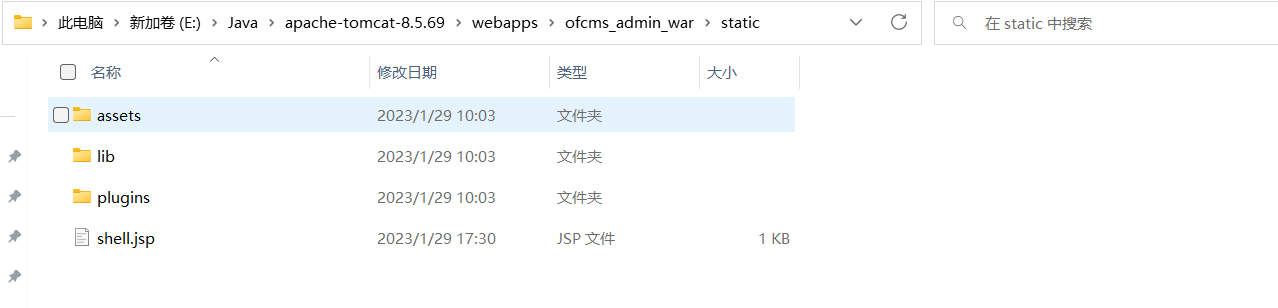 此电脑 > 新加卷 (E:) > Java > apache-tomcat-8.5.69 > webapps > ofcms_admin_war > static 在 static 中搜索
名称 修改日期 类型 大小
assets 2023/1/29 10:03 文件夹
lib 2023/1/29 10:03 文件夹
plugins 2023/1/29 10:03 文件夹
shell.jsp 2023/1/29 17:30 JSP 文件 1 KB